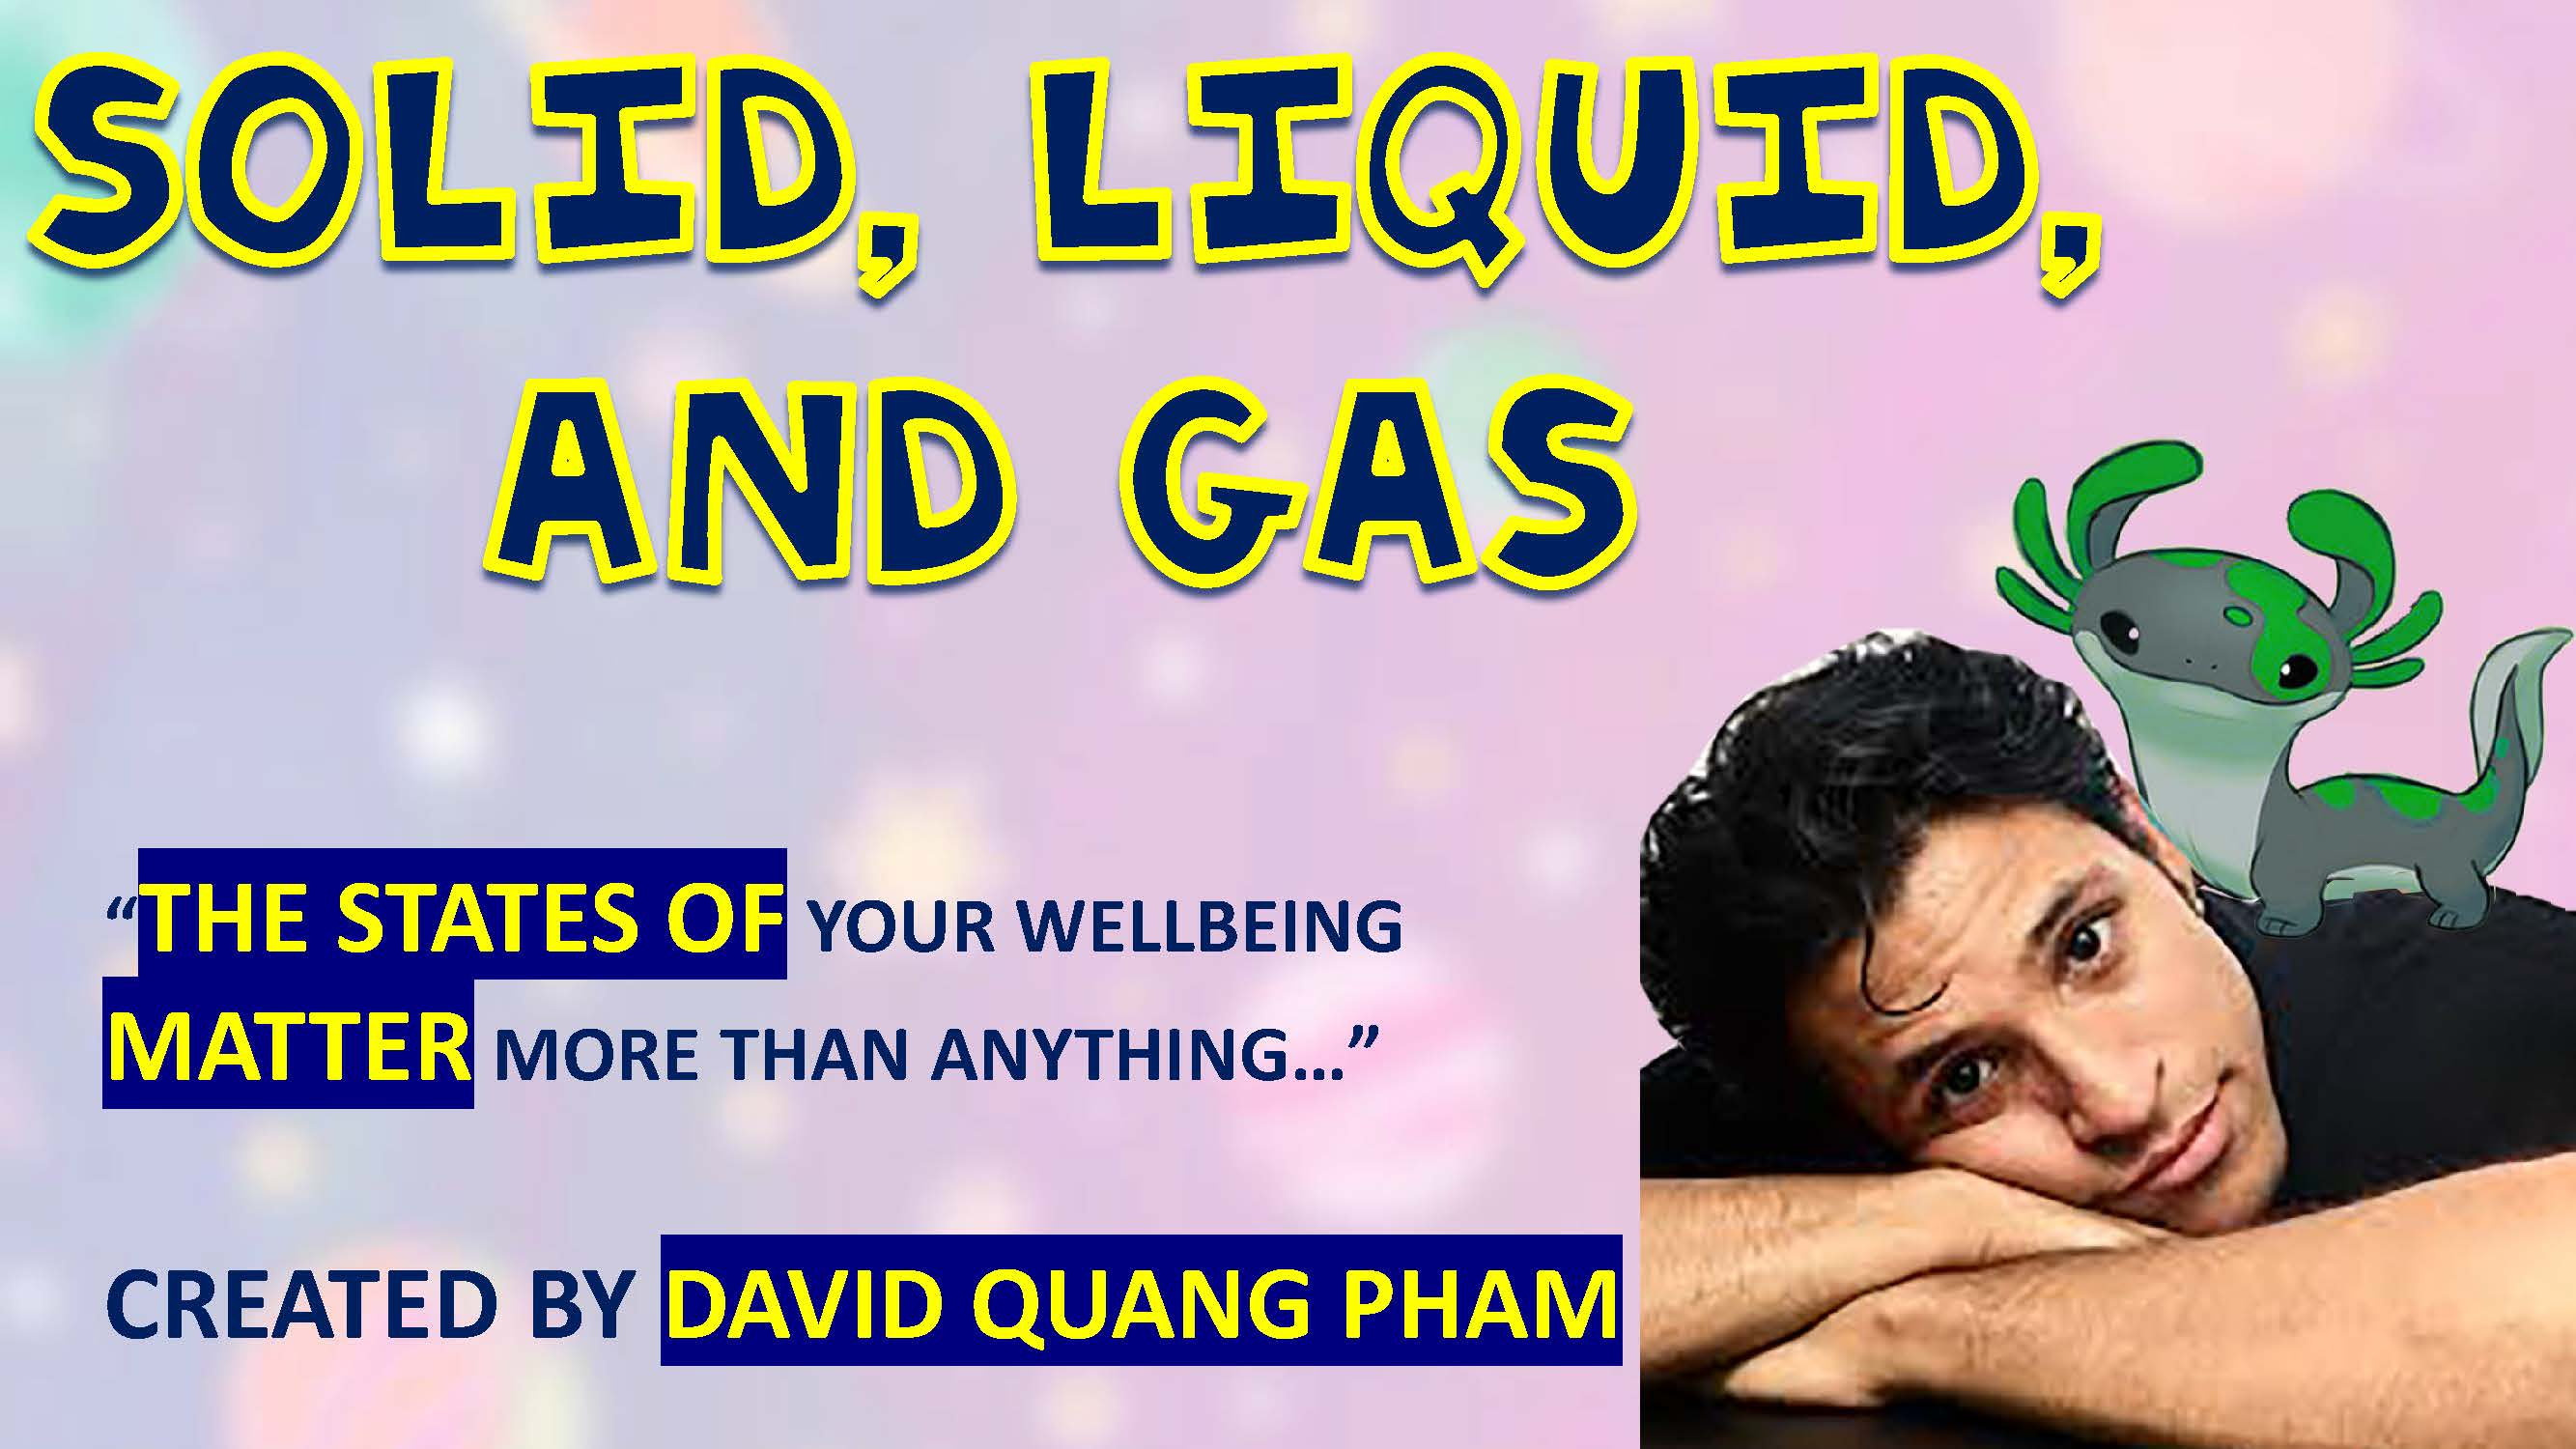 SOLID, LIQUID,
AND GAS
“THE STATES OF YOUR WELLBEING
MATTER MORE THAN ANYTHING...”
CREATED BY DAVID QUANG PHAM